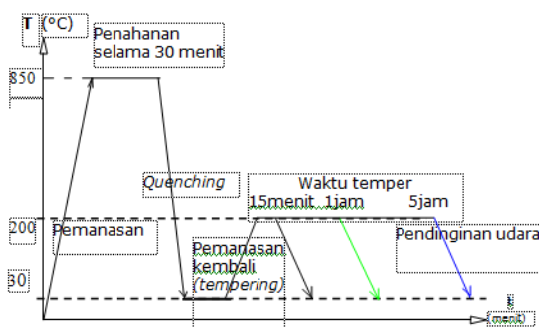 T (°C)
Penahanan
selama 30 menit
850
Quenching
Waktu temper
15menit 1jam 5jam
200
Pemanasan
Pendinginan udara
Pemanasan
kembali
(tempering)
30
t
(menit)